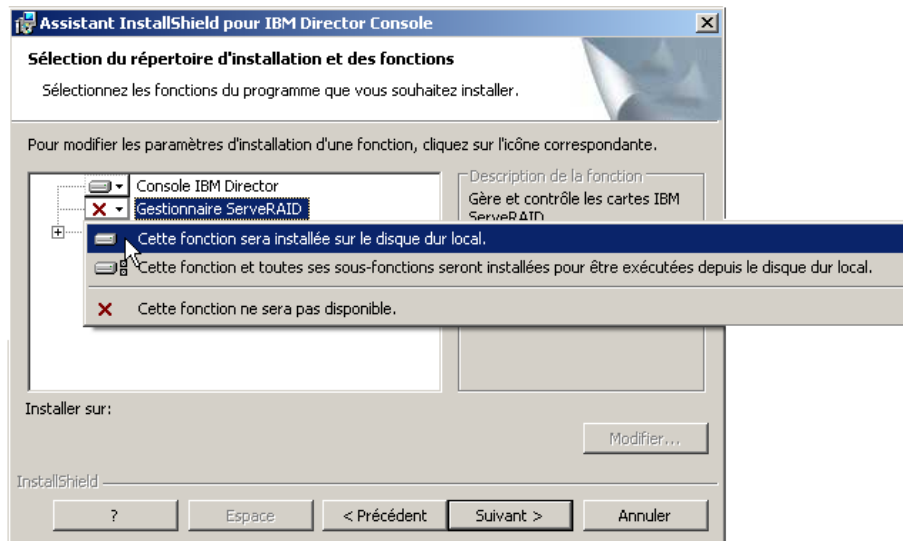 Assistant InstallShield pour IBM Director Console
Sélection du répertoire d'installation et des fonctions
Sélectionnez les fonctions du programme que vous souhaitez installer.
Pour modifier les paramètres d'installation d'une fonction, cliquez sur l'icône correspondante.
Console IBM Director
Gestionnaire ServeRAID
Description de la fonction
Gère et contrôle les cartes IBM
ServeRAID
Cette fonction sera installée sur le disque dur local.
Cette fonction et toutes ses sous-fonctions seront installées pour être exécutées depuis le disque dur local.
Cette fonction ne sera pas disponible.
Installer sur:
Modifier...
InstallShield
?
Espace
< Précédent
Suivant >
Annuler